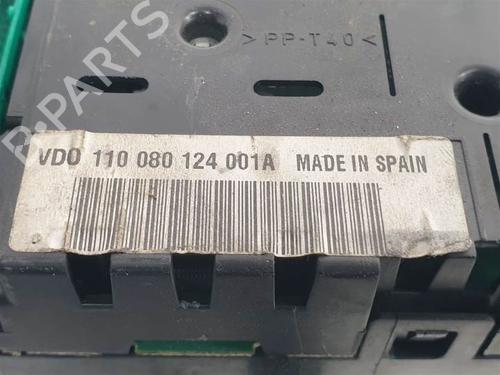 >PP-T40<
B-PARTS
VDO 110 080 124 001A MADE IN SPAIN